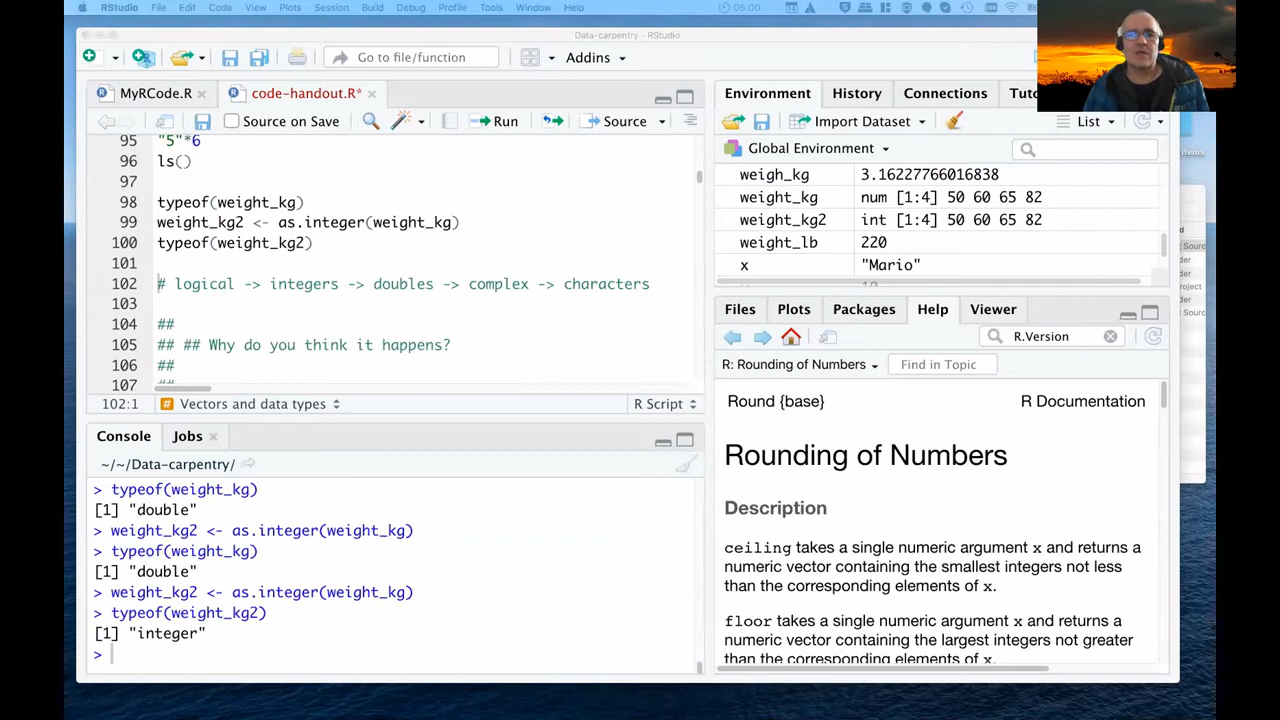 RStudio File Edit Code View Plots Session Build Debug Profile Tools Window Help 05:00
Data-carpentry - RStudio
Go to file/function Addins
MyRCode.R code-handout.R*
Source on Save Run Source
95 "5"*6
96 ls()
97
98 typeof(weight_kg)
99 weight_kg2 <- as.integer(weight_kg)
100 typeof(weight_kg2)
101
102 # logical -> integers -> doubles -> complex -> characters
103
104 ##
105 ## ## Why do you think it happens?
106 ##
107 ##
102:1 # Vectors and data types R Script
Console Jobs
~/~/Data-carpentry/
> typeof(weight_kg)
[1] "double"
> weight_kg2 <- as.integer(weight_kg)
> typeof(weight_kg)
[1] "double"
> weight_kg2 <- as.integer(weight_kg)
> typeof(weight_kg2)
[1] "integer"
>
Environment History Connections Tuto
Import Dataset List
Global Environment
weigh_kg 3.16227766016838
weight_kg num [1:4] 50 60 65 82
weight_kg2 int [1:4] 50 60 65 82
weight_lb 220
x "Mario"
Files Plots Packages Help Viewer
R.Version
R: Rounding of Numbers Find in Topic
Round {base} R Documentation
Rounding of Numbers
Description
ceiling takes a single numeric argument x and returns a
numeric vector containing the smallest integers not less
than the corresponding elements of x.
floor takes a single numeric argument x and returns a
numeric vector containing the largest integers not greater
than the corresponding elements of x.
items